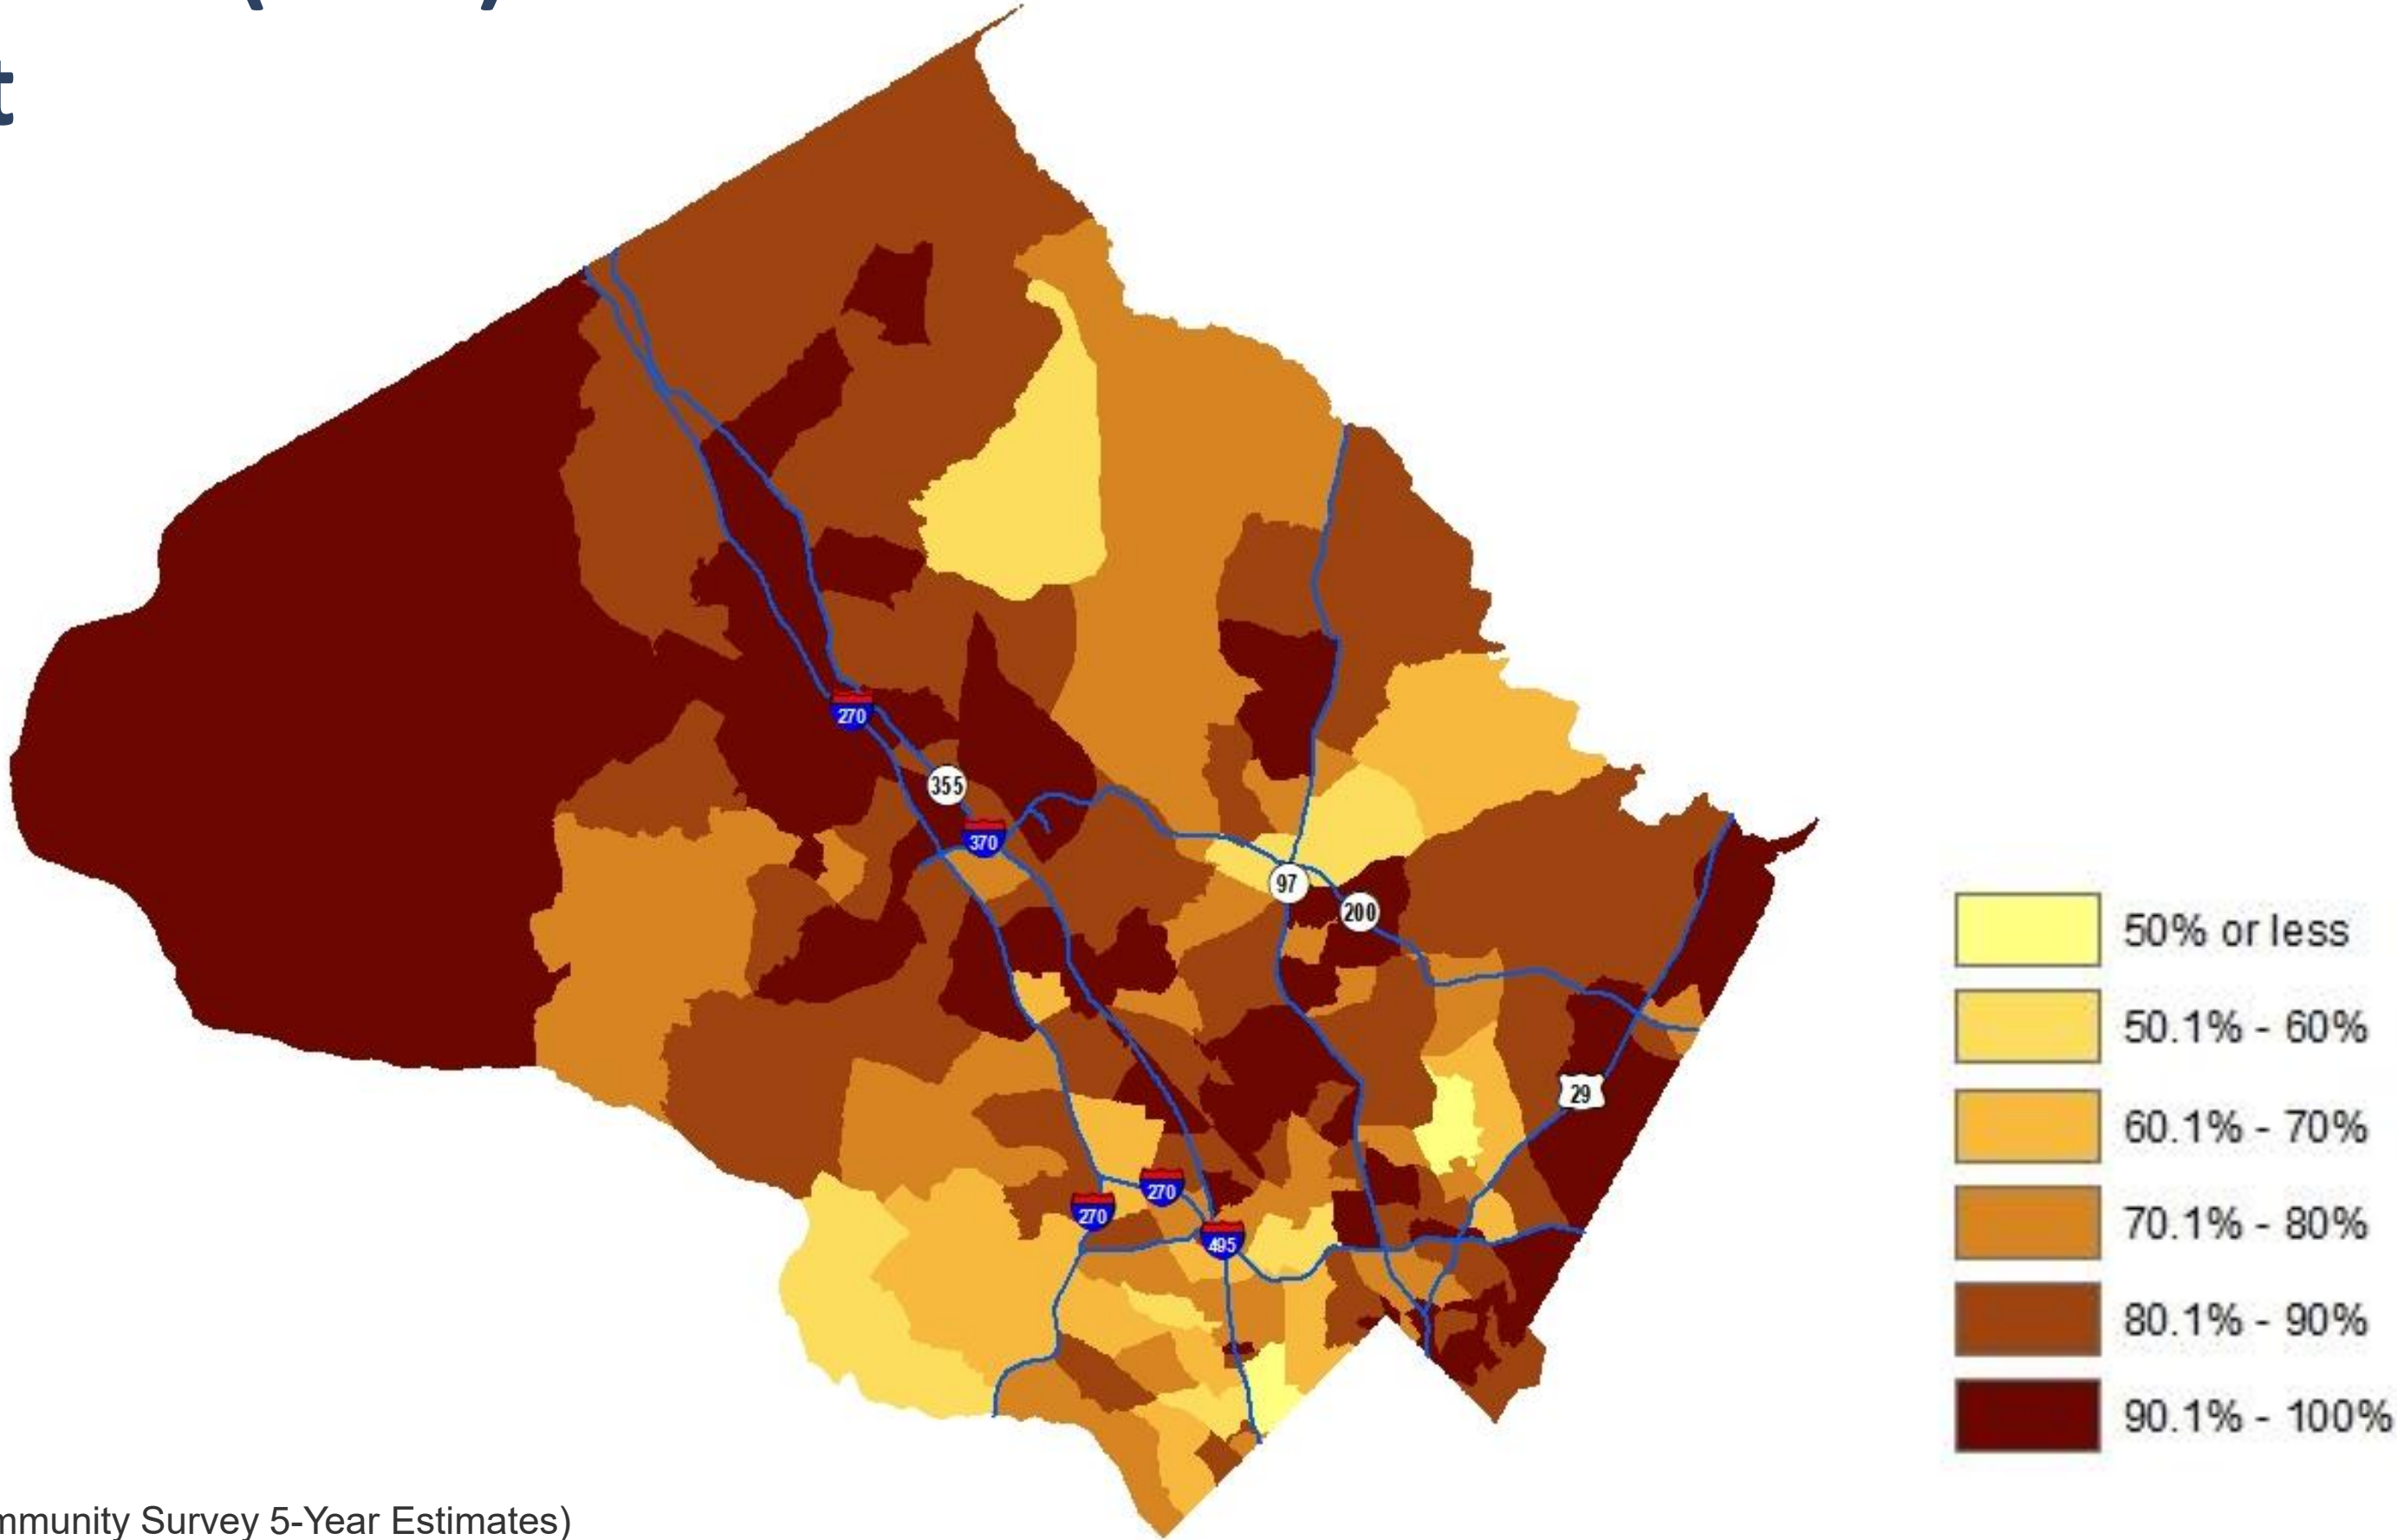 t
270
355
370
97
200
29
270
270
495
50% or less
50.1% - 60%
60.1% - 70%
70.1% - 80%
80.1% - 90%
90.1% - 100%
mmunity Survey 5-Year Estimates)